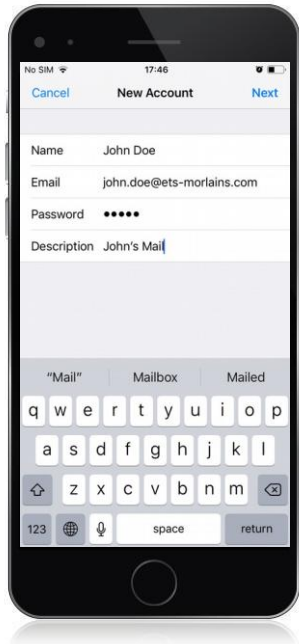 No SIM 17:46
Cancel New Account Next
Name John Doe
Email john.doe@ets-morlains.com
Password •••••
Description John's Mail
"Mail" Mailbox Mailed
q w e r t y u i o p
a s d f g h j k l
z x c v b n m
123 space return